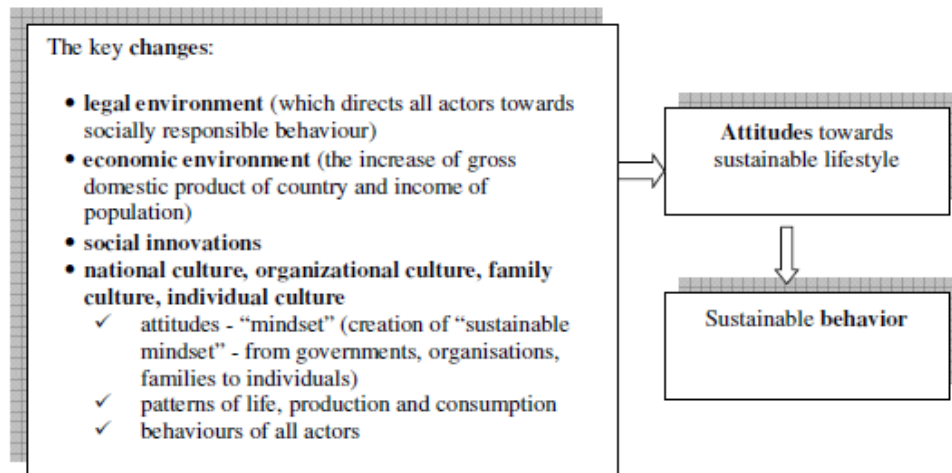 The key changes:
• legal environment (which directs all actors towards
socially responsible behaviour)
• economic environment (the increase of gross
domestic product of country and income of
population)
• social innovations
• national culture, organizational culture, family
culture, individual culture
✓ attitudes - “mindset” (creation of “sustainable
mindset” - from governments, organisations,
families to individuals)
✓ patterns of life, production and consumption
✓ behaviours of all actors
Attitudes towards
sustainable lifestyle
Sustainable behavior